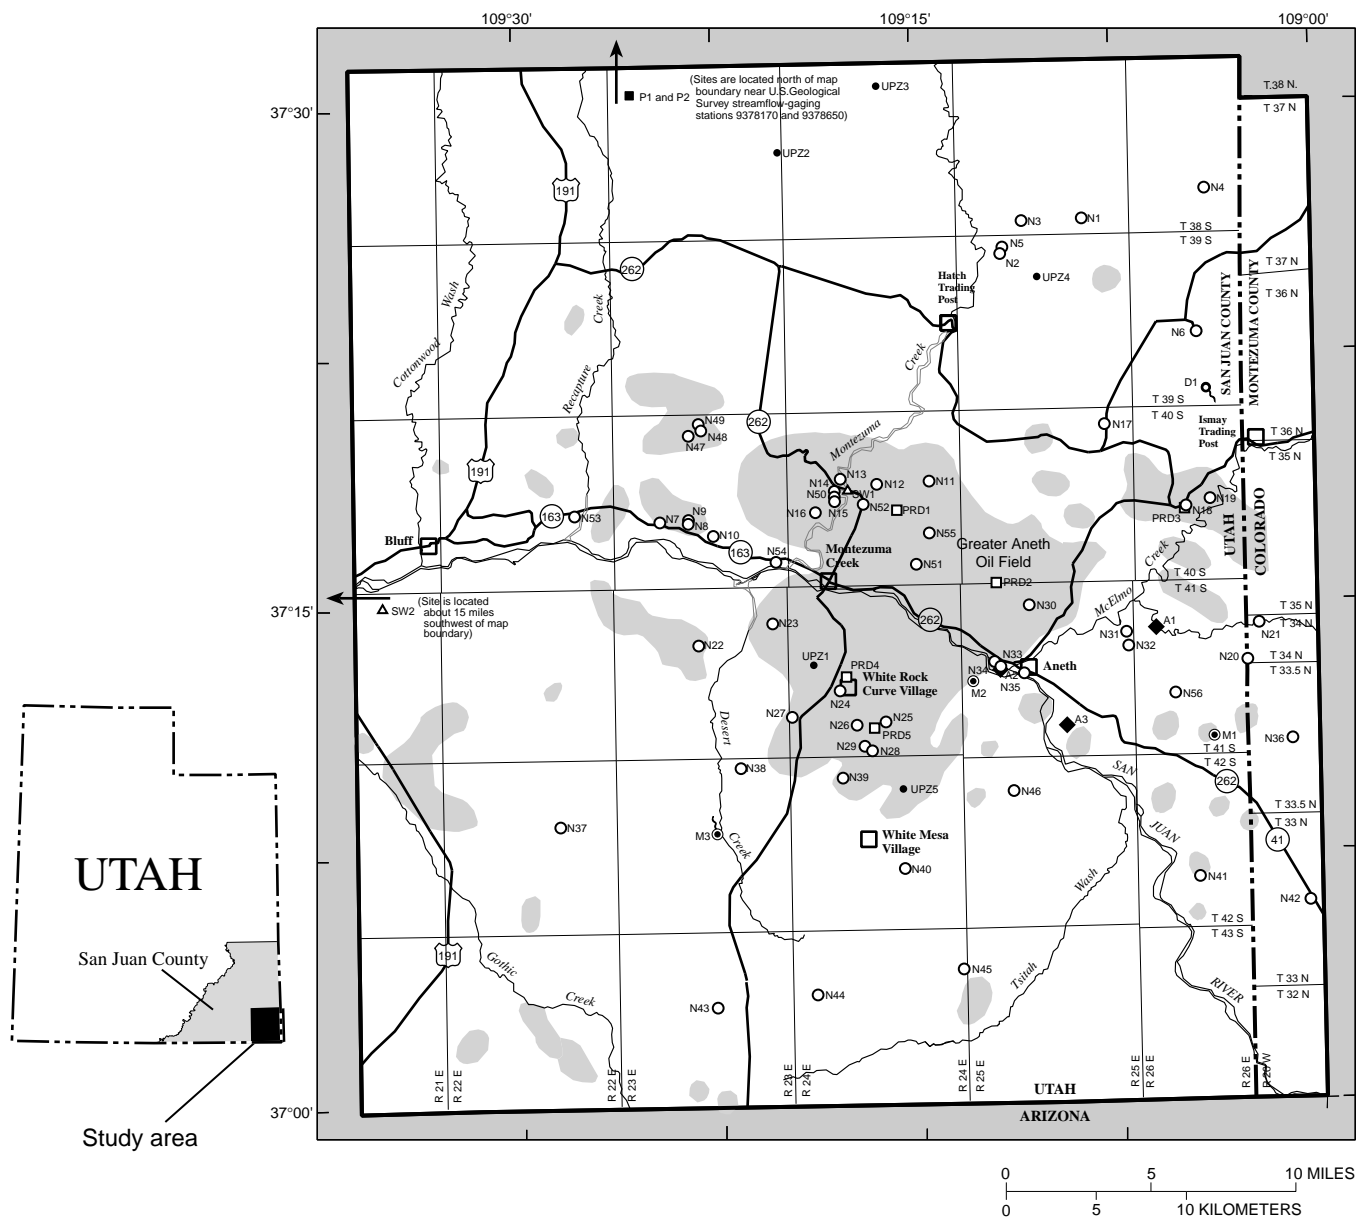 109°30'
109°15'
109°00'
37°30'
37°15'
37°00'
P1 and P2
(Sites are located north of map
boundary near U.S.Geological
Survey streamflow-gaging
stations 9378170 and 9378650)
UPZ3
UPZ2
T.38 N.
T 37 N
191
N4
N3
N1
T 38 S
T 39 S
N5
N2
UPZ4
262
Hatch
Trading
Post
T 37 N
T 36 N
Cottonwood
Wash
Recapture
Creek
Montezuma
Creek
SAN JUAN COUNTY
MONTEZUMA COUNTY
N6
D1
T 39 S
T 40 S
Ismay
Trading
Post
T 36 N
T 35 N
N17
262
N49
N48
N47
191
N13
N14
N50
SW1
N12
N11
N16
N15
N52
PRD1
N19
N18
PRD3
163
N53
N7
N9
N8
N10
163
N54
Bluff
Montezuma
Creek
N55
N51
Greater Aneth
Oil Field
PRD2
UTAH
COLORADO
T 40 S
T 41 S
McElmo
Creek
SW2
(Site is located
about 15 miles
southwest of map
boundary)
N23
N22
262
N30
N31
N32
A1
T 35 N
T 34 N
N21
UPZ1
PRD4
White Rock
Curve Village
N24
N33
N34
A2
N35
M2
Aneth
N20
T 34 N
T 33.5 N
N56
N27
N26
N25
PRD5
N29
N28
A3
M1
N36
Desert
Creek
N38
N39
UPZ5
N46
T 41 S
T 42 S
262
SAN
JUAN
RIVER
T 33.5 N
T 33 N
41
N37
M3
White Mesa
Village
N40
N41
N42
Wash
Tsitah
T 42 S
T 43 S
191
Gothic
Creek
N45
N44
N43
T 33 N
T 32 N
R 21 E
R 22 E
R 22 E
R 23 E
R 23 E
R 24 E
R 24 E
R 25 E
R 25 E
R 26 E
R 26 E
R 20 W
UTAH
ARIZONA
UTAH
San Juan County
Study area
0 5 10 MILES
0 5 10 KILOMETERS